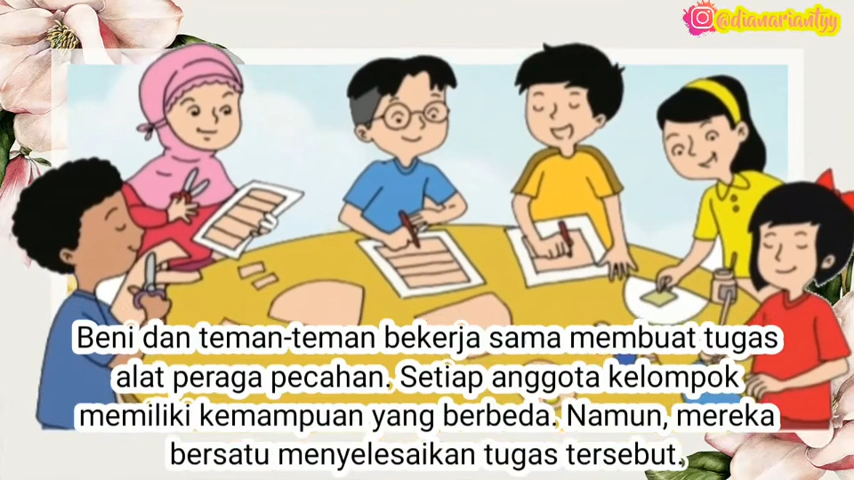 @dianariantyy
Beni dan teman-teman bekerja sama membuat tugas
alat peraga pecahan. Setiap anggota kelompok
memiliki kemampuan yang berbeda. Namun, mereka
bersatu menyelesaikan tugas tersebut.